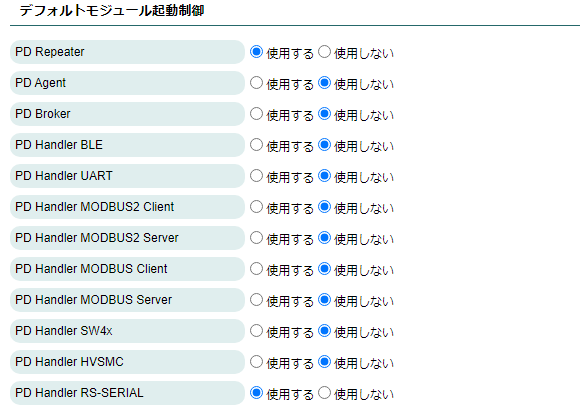 デフォルトモジュール起動制御
PD Repeater 使用する 使用しない
PD Agent 使用する 使用しない
PD Broker 使用する 使用しない
PD Handler BLE 使用する 使用しない
PD Handler UART 使用する 使用しない
PD Handler MODBUS2 Client 使用する 使用しない
PD Handler MODBUS2 Server 使用する 使用しない
PD Handler MODBUS Client 使用する 使用しない
PD Handler MODBUS Server 使用する 使用しない
PD Handler SW4x 使用する 使用しない
PD Handler HVSMC 使用する 使用しない
PD Handler RS-SERIAL 使用する 使用しない